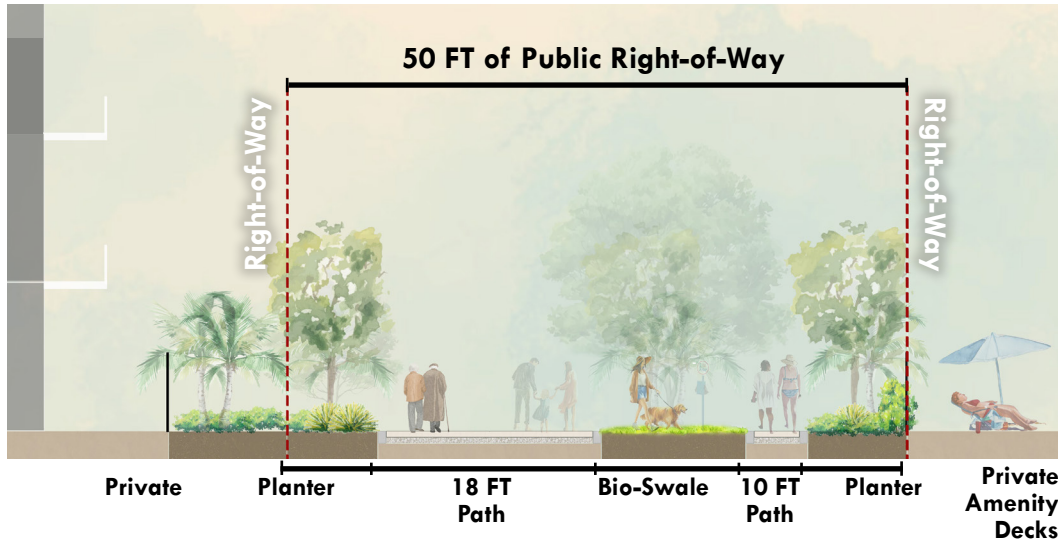 50 FT of Public Right-of-Way
Right-of-Way
Right-of-Way
Private
Planter
18 FT
Path
Bio-Swale
10 FT
Path
Planter
Private
Amenity
Decks